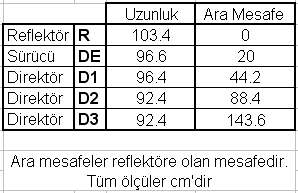 Uzunluk Ara Mesafe
Reflektör R 103.4 0
Sürücü DE 96.6 20
Direktör D1 96.4 44.2
Direktör D2 92.4 88.4
Direktör D3 92.4 143.6
Ara mesafeler reflektöre olan mesafedir.
Tüm ölçüler cm'dir